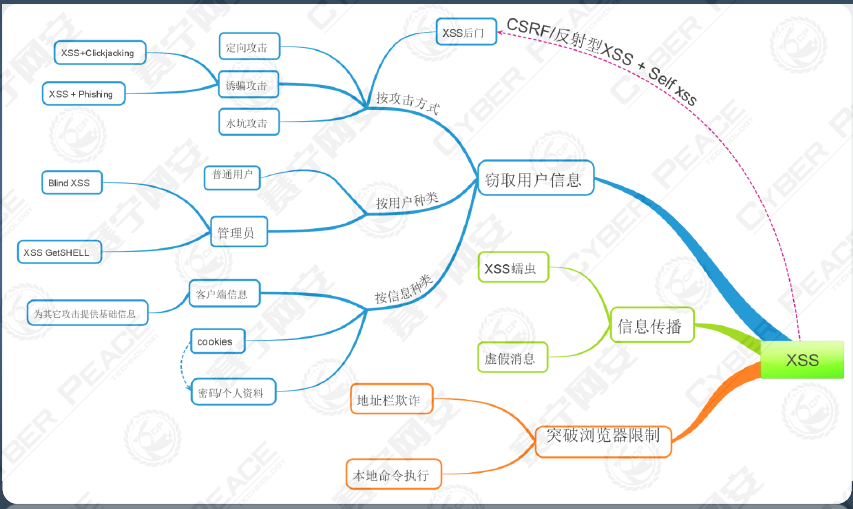 XSS后门
CSRF/反射型XSS + Self xss
定向攻击
XSS+Clickjacking
诱骗攻击
XSS + Phishing
水坑攻击
按攻击方式
窃取用户信息
普通用户
Blind XSS
按用户种类
管理员
XSS GetSHELL
XSS蠕虫
按信息种类
客户端信息
为其它攻击提供基础信息
信息传播
cookies
虚假消息
XSS
密码/个人资料
地址栏欺诈
突破浏览器限制
本地命令执行
赛宁网安
CYBER PEACE